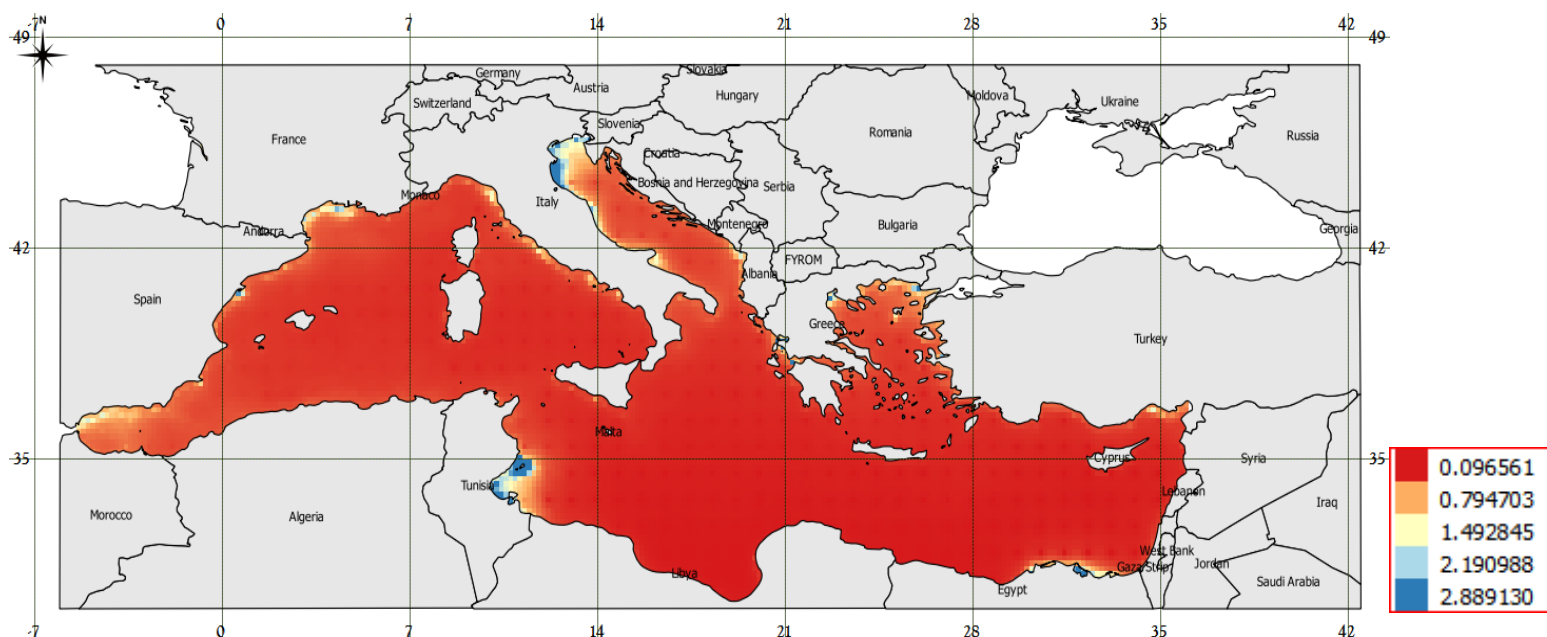 N
-7 0 7 14 21 28 35 42
49 49
Slovakia
Germany
Austria
Hungary
Moldova
Ukraine
Switzerland
Slovenia
Romania
Russia
France
Croatia
Bosnia and Herzegovina
Serbia
Monaco
Italy
Montenegro
Bulgaria
Georgia
Andorra
42 42
FYROM
Albania
Spain
Greece
Turkey
Malta
35 35
Cyprus
Syria
Tunisia
Lebanon
Morocco
Algeria
Iraq
West Bank
Gaza Strip
Jordan
Libya
Egypt
Saudi Arabia
-7 0 7 14 21 28 35 42
0.096561
0.794703
1.492845
2.190988
2.889130